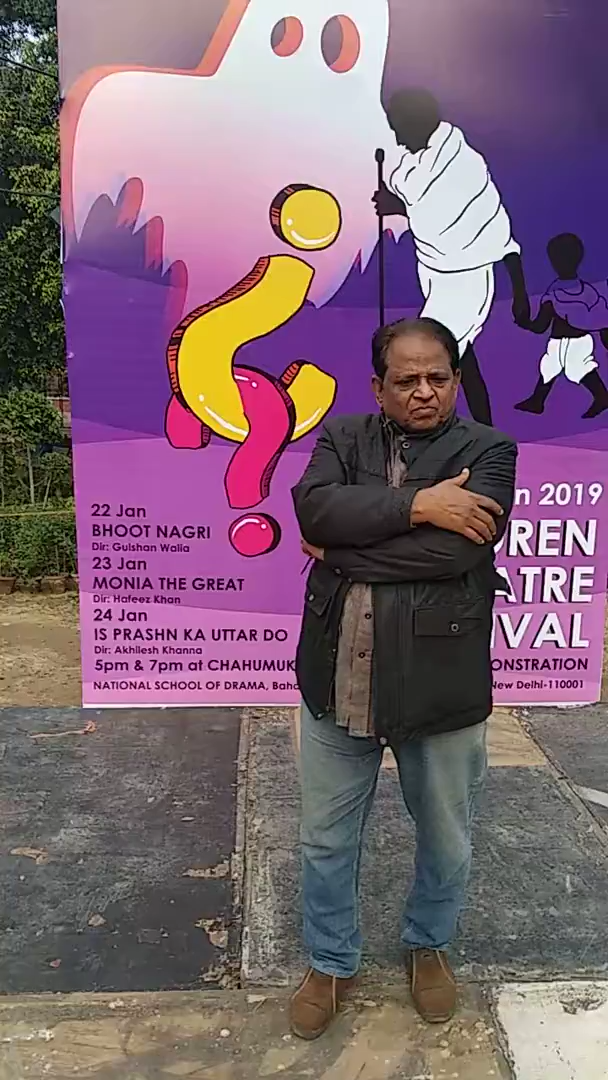 22 Jan
BHOOT NAGRI
Dir: Gulshan Walia
23 Jan
MONIA THE GREAT
Dir: Hafeez Khan
24 Jan
IS PRASHN KA UTTAR DO
Dir: Akhilesh Khanna
5pm & 7pm at CHAHUMUK
NATIONAL SCHOOL OF DRAMA, Baha
n 2019
DREN
ATRE
IVAL
ONSTRATION
New Delhi-110001